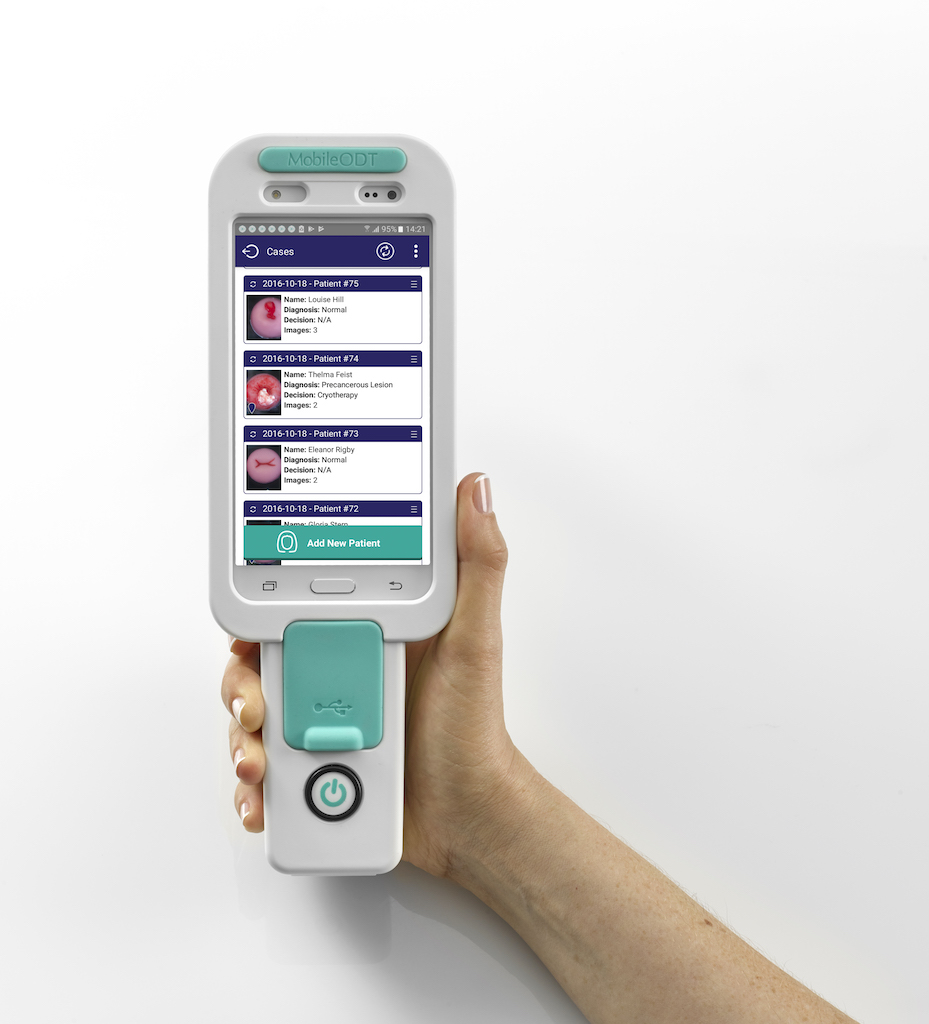 MobileODT
95% 14:21
Cases
2016-10-18 - Patient #75
Name: Louise Hill
Diagnosis: Normal
Decision: N/A
Images: 3
2016-10-18 - Patient #74
Name: Thelma Feist
Diagnosis: Precancerous Lesion
Decision: Cryotherapy
Images: 2
2016-10-18 - Patient #73
Name: Eleanor Rigby
Diagnosis: Normal
Decision: N/A
Images: 2
2016-10-18 - Patient #72
Name: Gloria Stern
Add New Patient